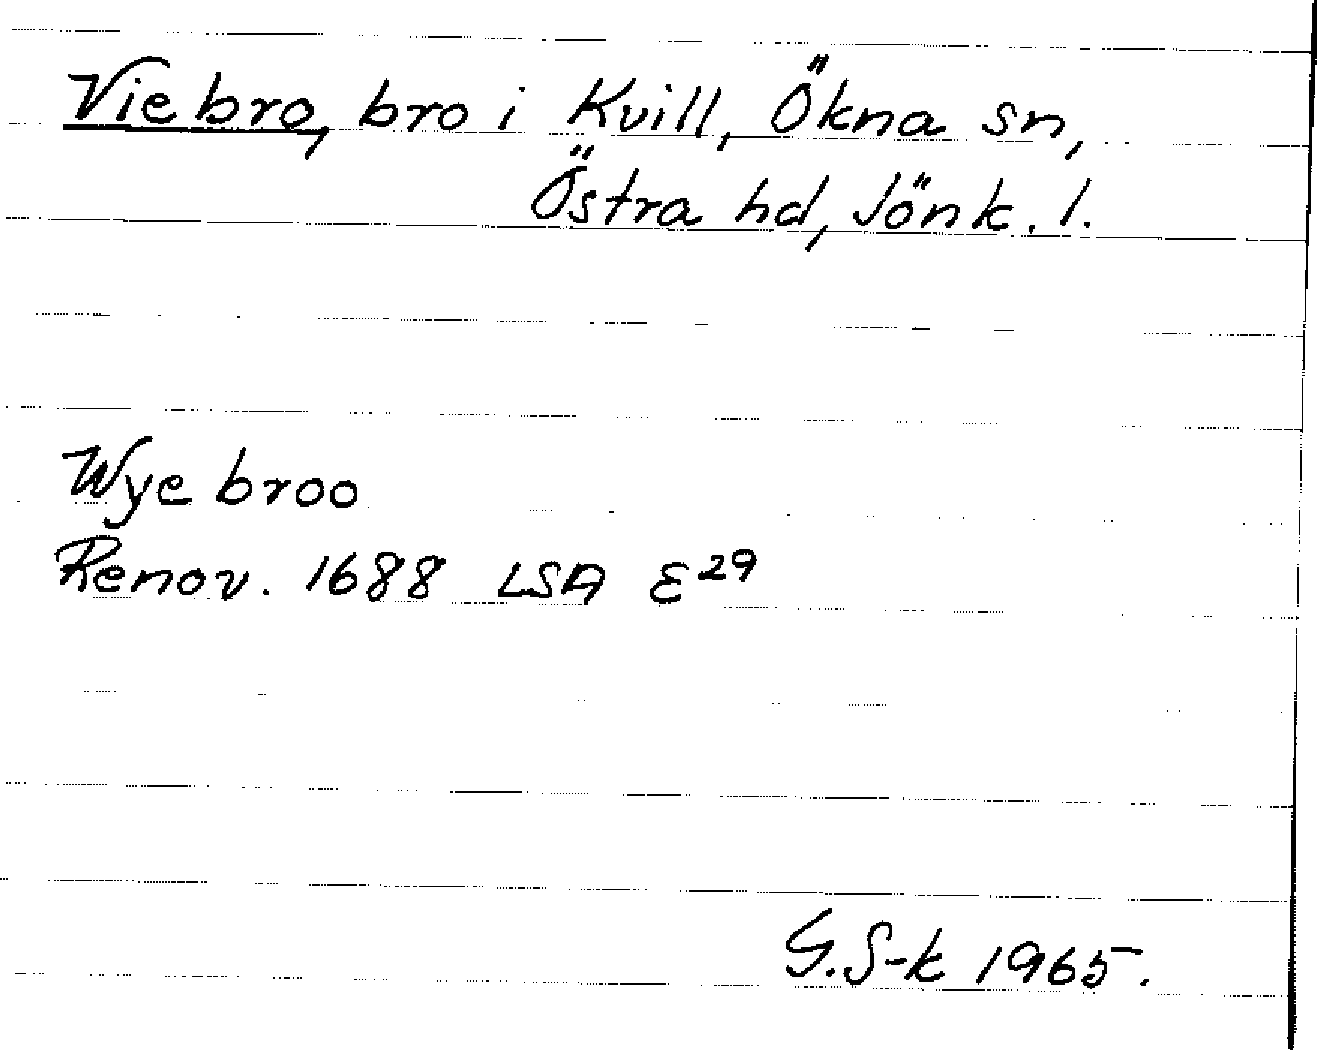 Viebro, bro i Kvill, Ökna sn,
Östra hd, Jönk. l.
Wye broo
Renov. 1688 LSA E29
G.S-k 1965.